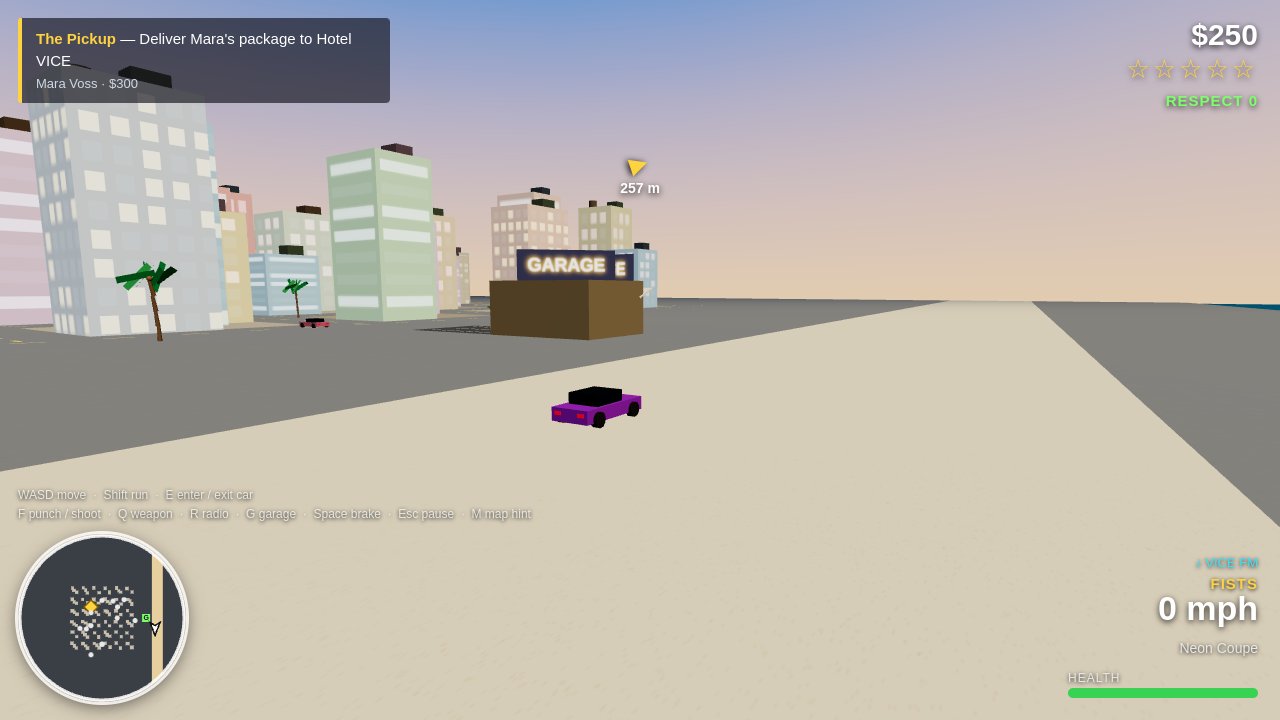 The Pickup — Deliver Mara's package to Hotel
VICE
Mara Voss · $300
$250
RESPECT 0
257 m
GARAGE
E
WASD move · Shift run · E enter / exit car
F punch / shoot · Q weapon · R radio · G garage · Space brake · Esc pause · M map hint
G
♪ VICE FM
FISTS
0 mph
Neon Coupe
HEALTH